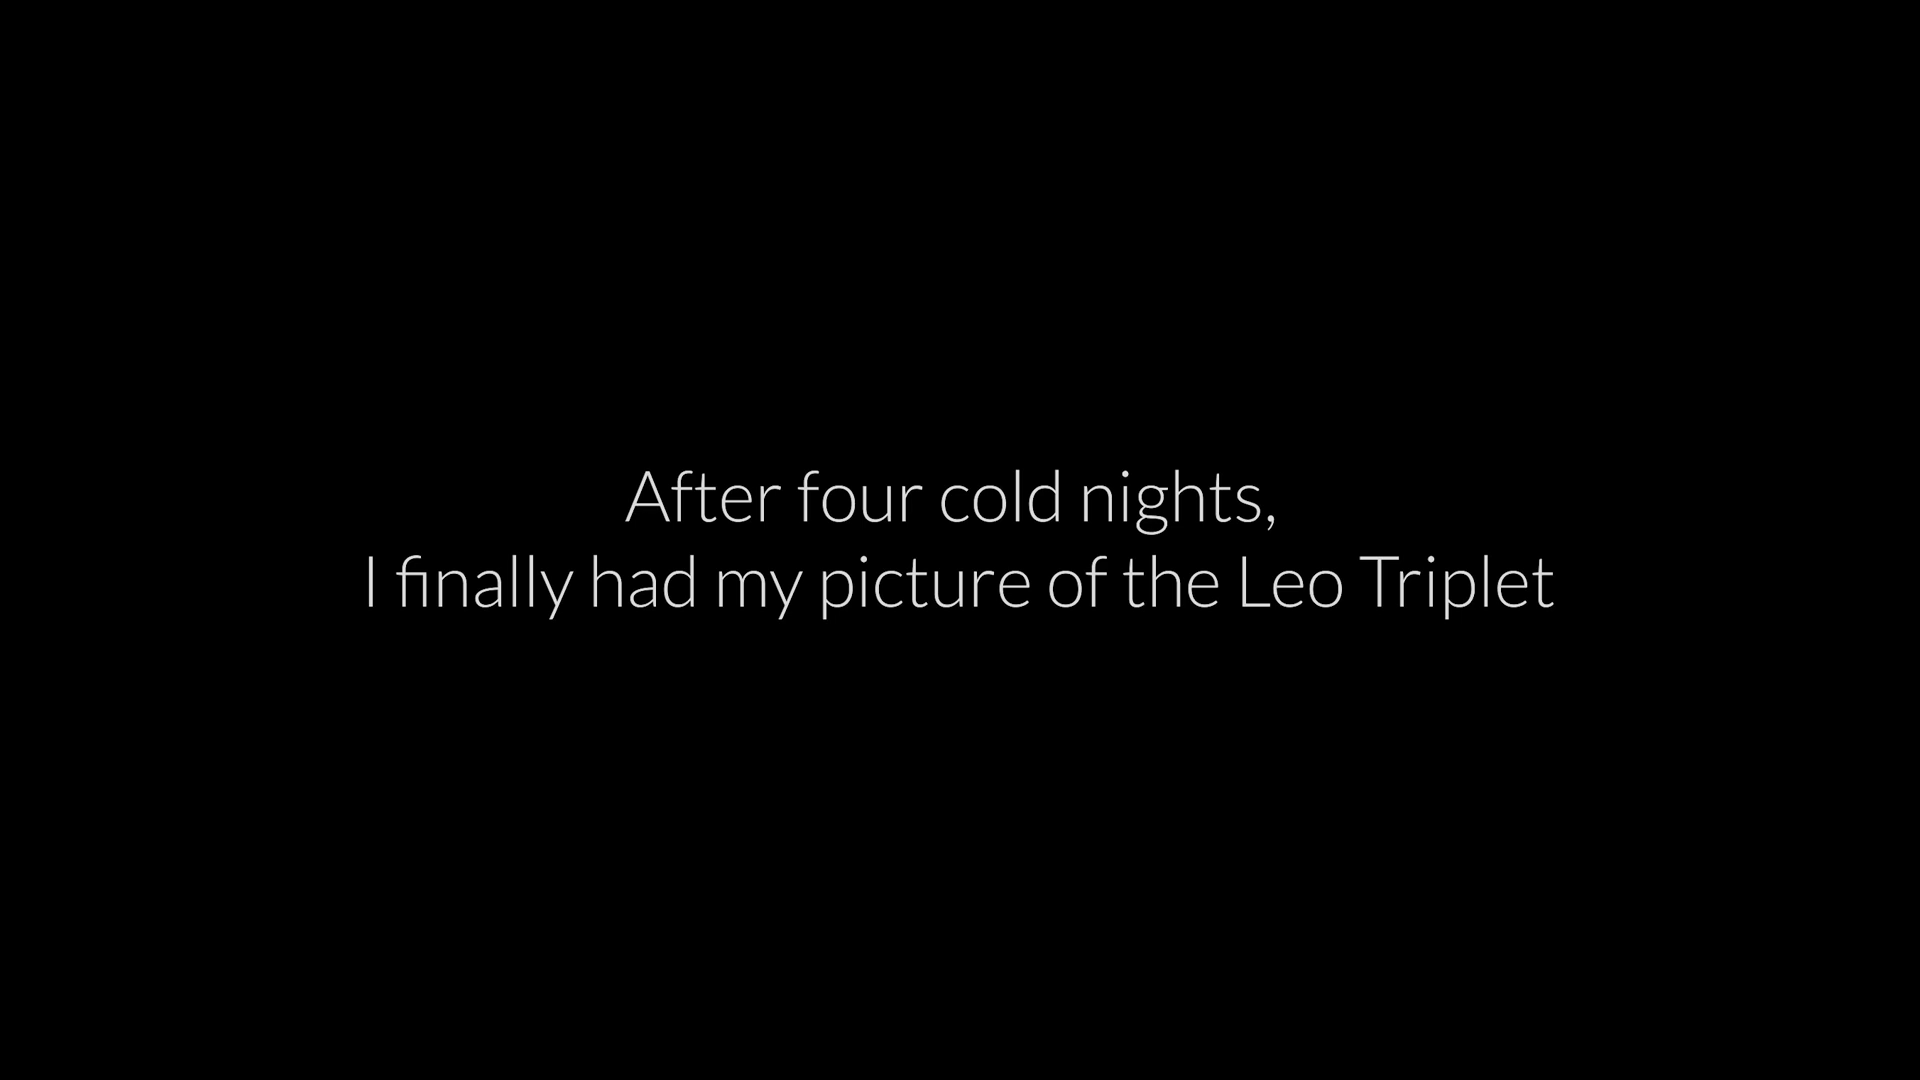 After four cold nights,
I finally had my picture of the Leo Triplet